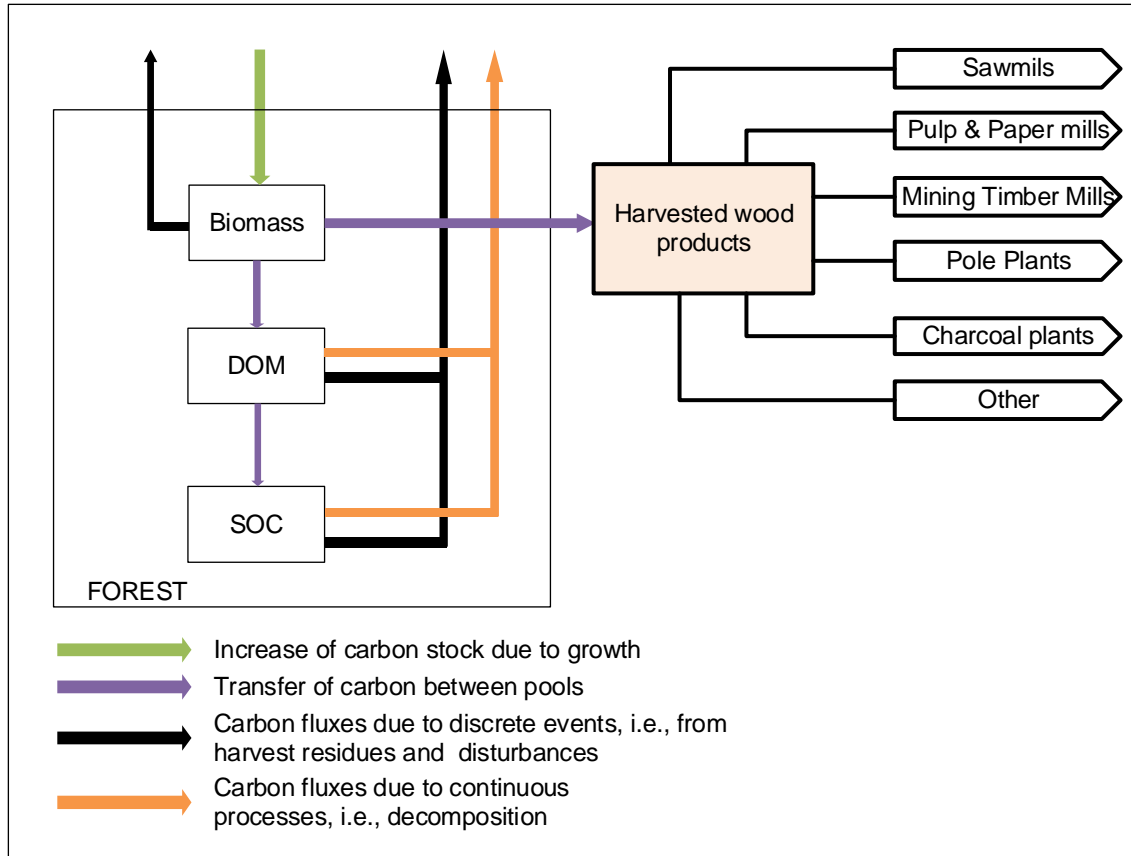 Sawmils
Pulp & Paper mills
Mining Timber Mills
Pole Plants
Charcoal plants
Other
Harvested wood
products
Biomass
DOM
SOC
FOREST
Increase of carbon stock due to growth
Transfer of carbon between pools
Carbon fluxes due to discrete events, i.e., from
harvest residues and disturbances
Carbon fluxes due to continuous
processes, i.e., decomposition